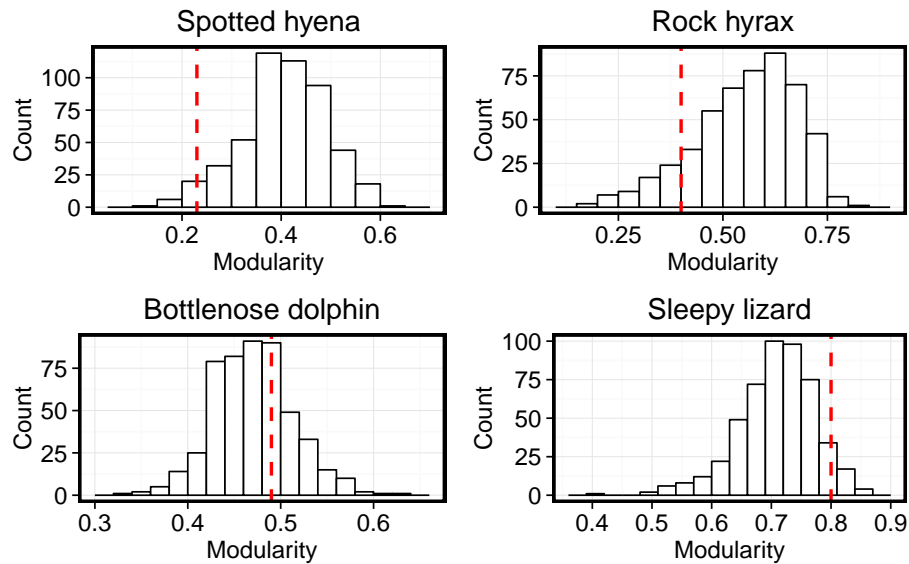 Spotted hyena
Count
100
75
50
25
0
0.2 0.4 0.6
Modularity
Rock hyrax
Count
75
50
25
0
0.25 0.50 0.75
Modularity
Bottlenose dolphin
Count
75
50
25
0
0.3 0.4 0.5 0.6
Modularity
Sleepy lizard
Count
100
75
50
25
0
0.4 0.5 0.6 0.7 0.8 0.9
Modularity